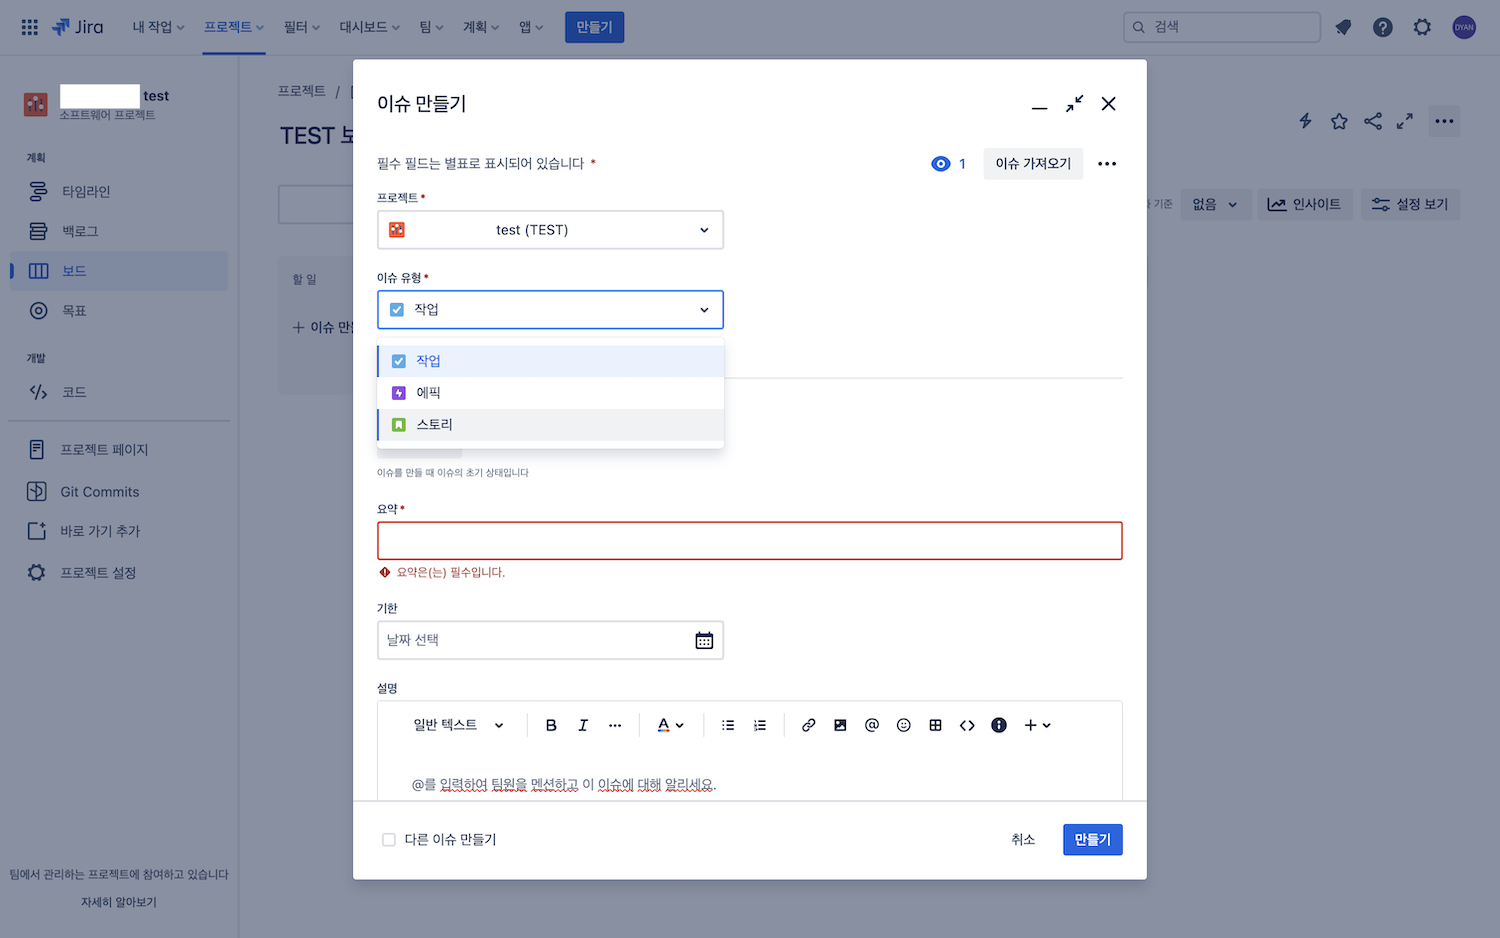 Jira 내 작업 프로젝트 필터 대시보드 팀 계획 앱 만들기 검색 DYAN
test
소프트웨어 프로젝트
계획
타임라인
백로그
보드
목표
개발
코드
프로젝트 페이지
Git Commits
바로 가기 추가
프로젝트 설정
팀에서 관리하는 프로젝트에 참여하고 있습니다
자세히 알아보기
프로젝트 /
TEST 보
기준 없음 인사이트 설정 보기
할 일
이슈 만들
이슈 만들기
필수 필드는 별표로 표시되어 있습니다 *
1 이슈 가져오기
프로젝트 *
test (TEST)
이슈 유형 *
작업
작업
에픽
스토리
이슈를 만들 때 이슈의 초기 상태입니다
요약 *
요약은(는) 필수입니다.
기한
날짜 선택
설명
일반 텍스트 B I A
@를 입력하여 팀원을 멘션하고 이 이슈에 대해 알리세요.
다른 이슈 만들기 취소 만들기